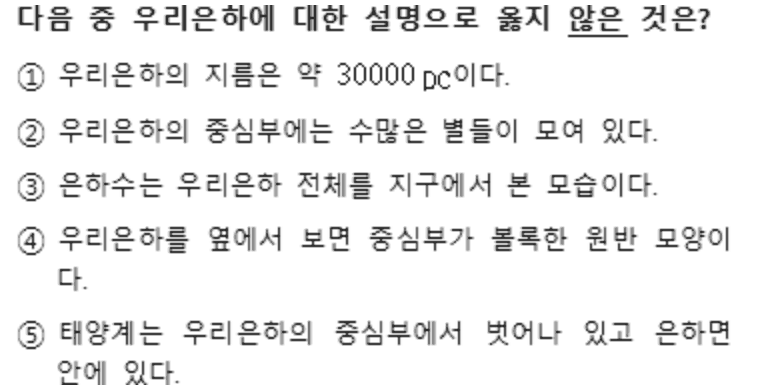 다음 중 우리은하에 대한 설명으로 옳지 않은 것은?
① 우리은하의 지름은 약 30000pc이다.
② 우리은하의 중심부에는 수많은 별들이 모여 있다.
③ 은하수는 우리은하 전체를 지구에서 본 모습이다.
④ 우리은하를 옆에서 보면 중심부가 볼록한 원반 모양이
다.
⑤ 태양계는 우리은하의 중심부에서 벗어나 있고 은하면
안에 있다.